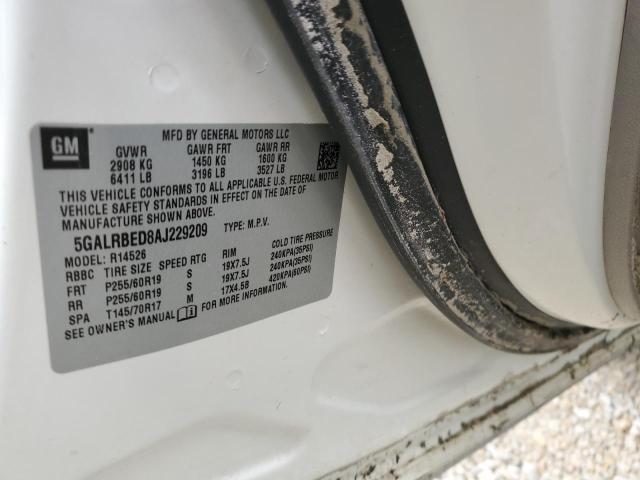 GM
MFD BY GENERAL MOTORS LLC
GVWR GAWR FRT GAWR RR
2908 KG 1450 KG 1600 KG
6411 LB 3196 LB 3527 LB
THIS VEHICLE CONFORMS TO ALL APPLICABLE U.S. FEDERAL MOTOR
VEHICLE SAFETY STANDARDS IN EFFECT ON THE DATE OF
MANUFACTURE SHOWN ABOVE.
5GALRBED8AJ229209 TYPE: M.P.V.
MODEL: R14526
RBBC TIRE SIZE SPEED RTG RIM COLD TIRE PRESSURE
FRT P255/60R19 S 19X7.5J 240KPA(35PSI)
RR P255/60R19 S 19X7.5J 240KPA(35PSI)
SPA T145/70R17 M 17X4.5B 420KPA(60PSI)
SEE OWNER'S MANUAL FOR MORE INFORMATION.